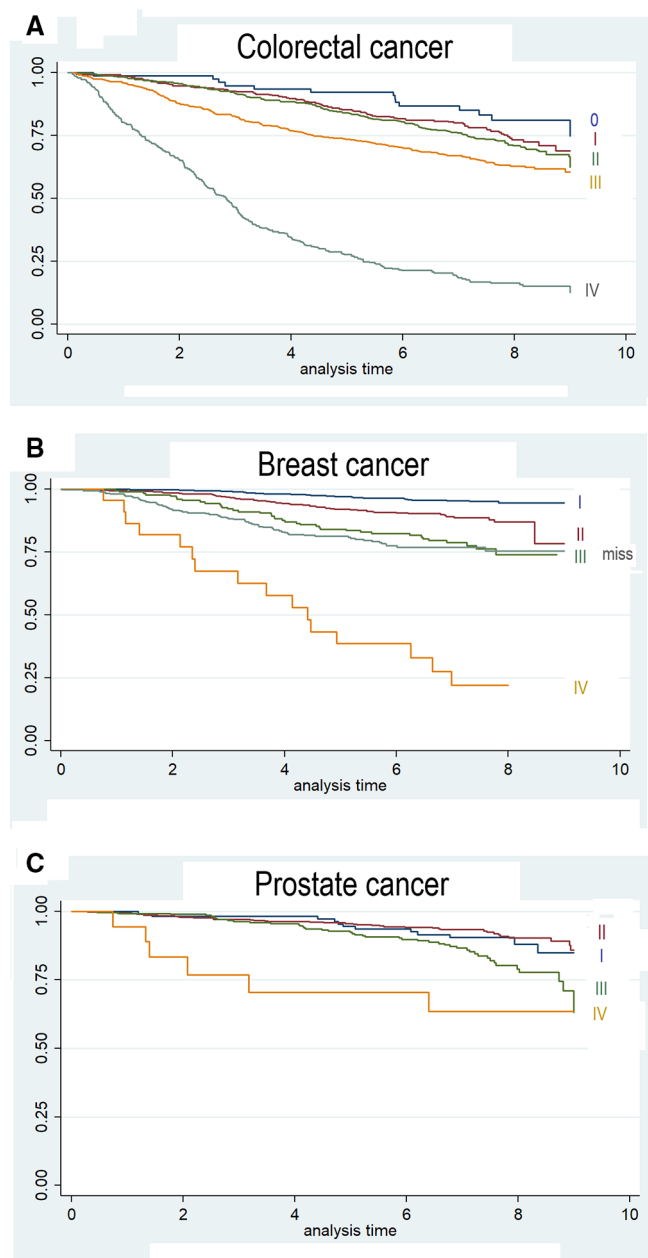 A
Colorectal cancer
1.00
0.75
0.50
0.25
0.00
0
I
II
III
IV
0 2 4 6 8 10
analysis time
B
Breast cancer
1.00
0.75
0.50
0.25
0.00
I
II
III miss
IV
0 2 4 6 8 10
analysis time
C
Prostate cancer
1.00
0.75
0.50
0.25
0.00
II
I
III
IV
0 2 4 6 8 10
analysis time